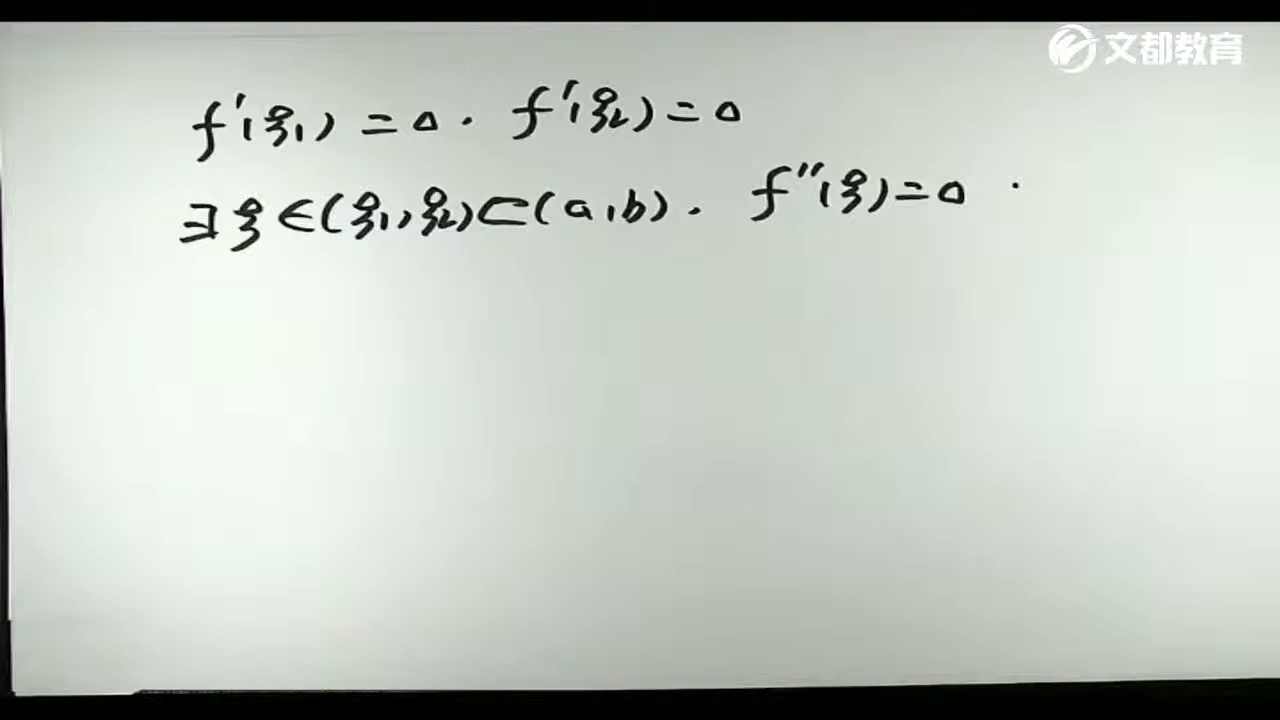 文都教育
f'(ξ₁) = 0 . f'(ξ₂) = 0
∃ ξ ∈ (ξ₁, ξ₂) ⊂ (a, b) . f''(ξ) = 0 .